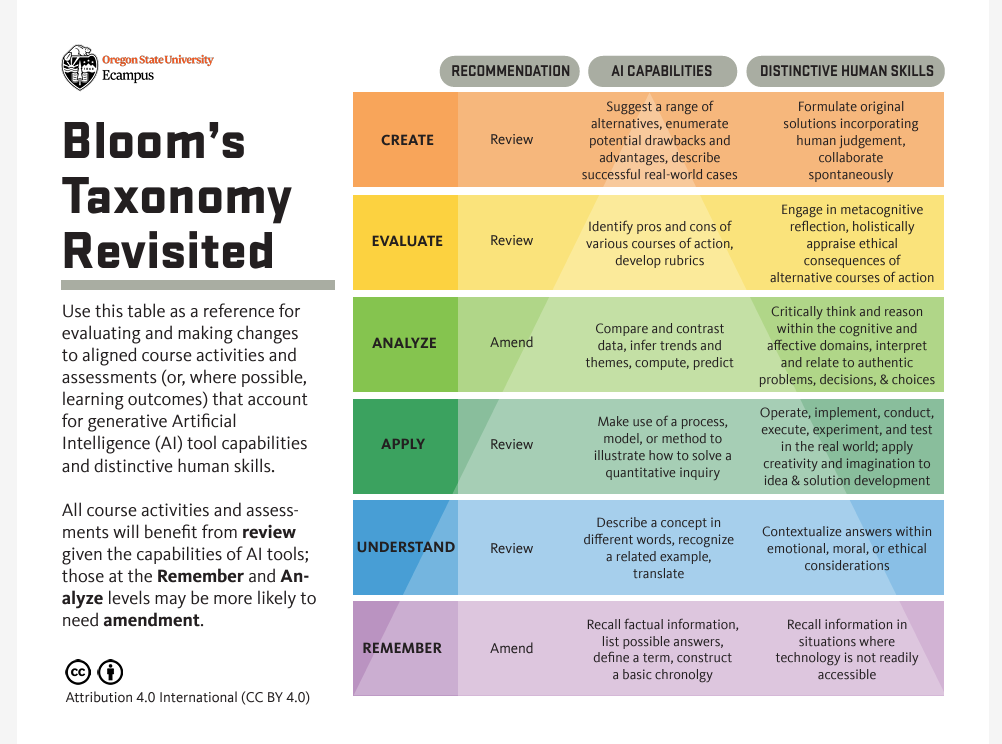 Oregon State University
Ecampus
Bloom's
Taxonomy
Revisited
Use this table as a reference for
evaluating and making changes
to aligned course activities and
assessments (or, where possible,
learning outcomes) that account
for generative Artificial
Intelligence (AI) tool capabilities
and distinctive human skills.
All course activities and assess-
ments will benefit from review
given the capabilities of AI tools;
those at the Remember and An-
alyze levels may be more likely to
need amendment.
cc
Attribution 4.0 International (CC BY 4.0)
RECOMMENDATION
AI CAPABILITIES
DISTINCTIVE HUMAN SKILLS
CREATE
Review
Suggest a range of
alternatives, enumerate
potential drawbacks and
advantages, describe
successful real-world cases
Formulate original
solutions incorporating
human judgement,
collaborate
spontaneously
EVALUATE
Review
Identify pros and cons of
various courses of action,
develop rubrics
Engage in metacognitive
reflection, holistically
appraise ethical
consequences of
alternative courses of action
ANALYZE
Amend
Compare and contrast
data, infer trends and
themes, compute, predict
Critically think and reason
within the cognitive and
affective domains, interpret
and relate to authentic
problems, decisions, & choices
APPLY
Review
Make use of a process,
model, or method to
illustrate how to solve a
quantitative inquiry
Operate, implement, conduct,
execute, experiment, and test
in the real world; apply
creativity and imagination to
idea & solution development
UNDERSTAND
Review
Describe a concept in
different words, recognize
a related example,
translate
Contextualize answers within
emotional, moral, or ethical
considerations
REMEMBER
Amend
Recall factual information,
list possible answers,
define a term, construct
a basic chronolgy
Recall information in
situations where
technology is not readily
accessible